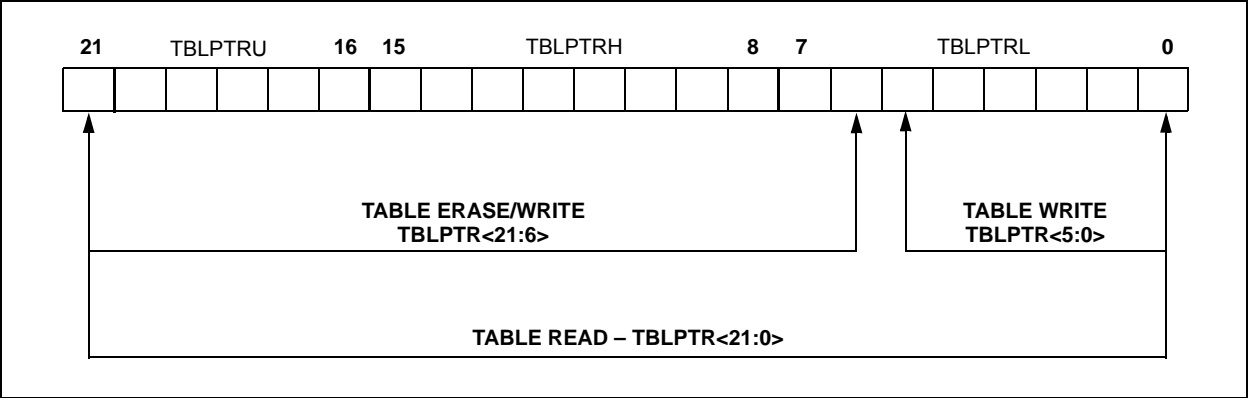 21 TBLPTRU 16 15 TBLPTRH 8 7 TBLPTRL 0
TABLE ERASE/WRITE
TBLPTR<21:6>
TABLE WRITE
TBLPTR<5:0>
TABLE READ – TBLPTR<21:0>